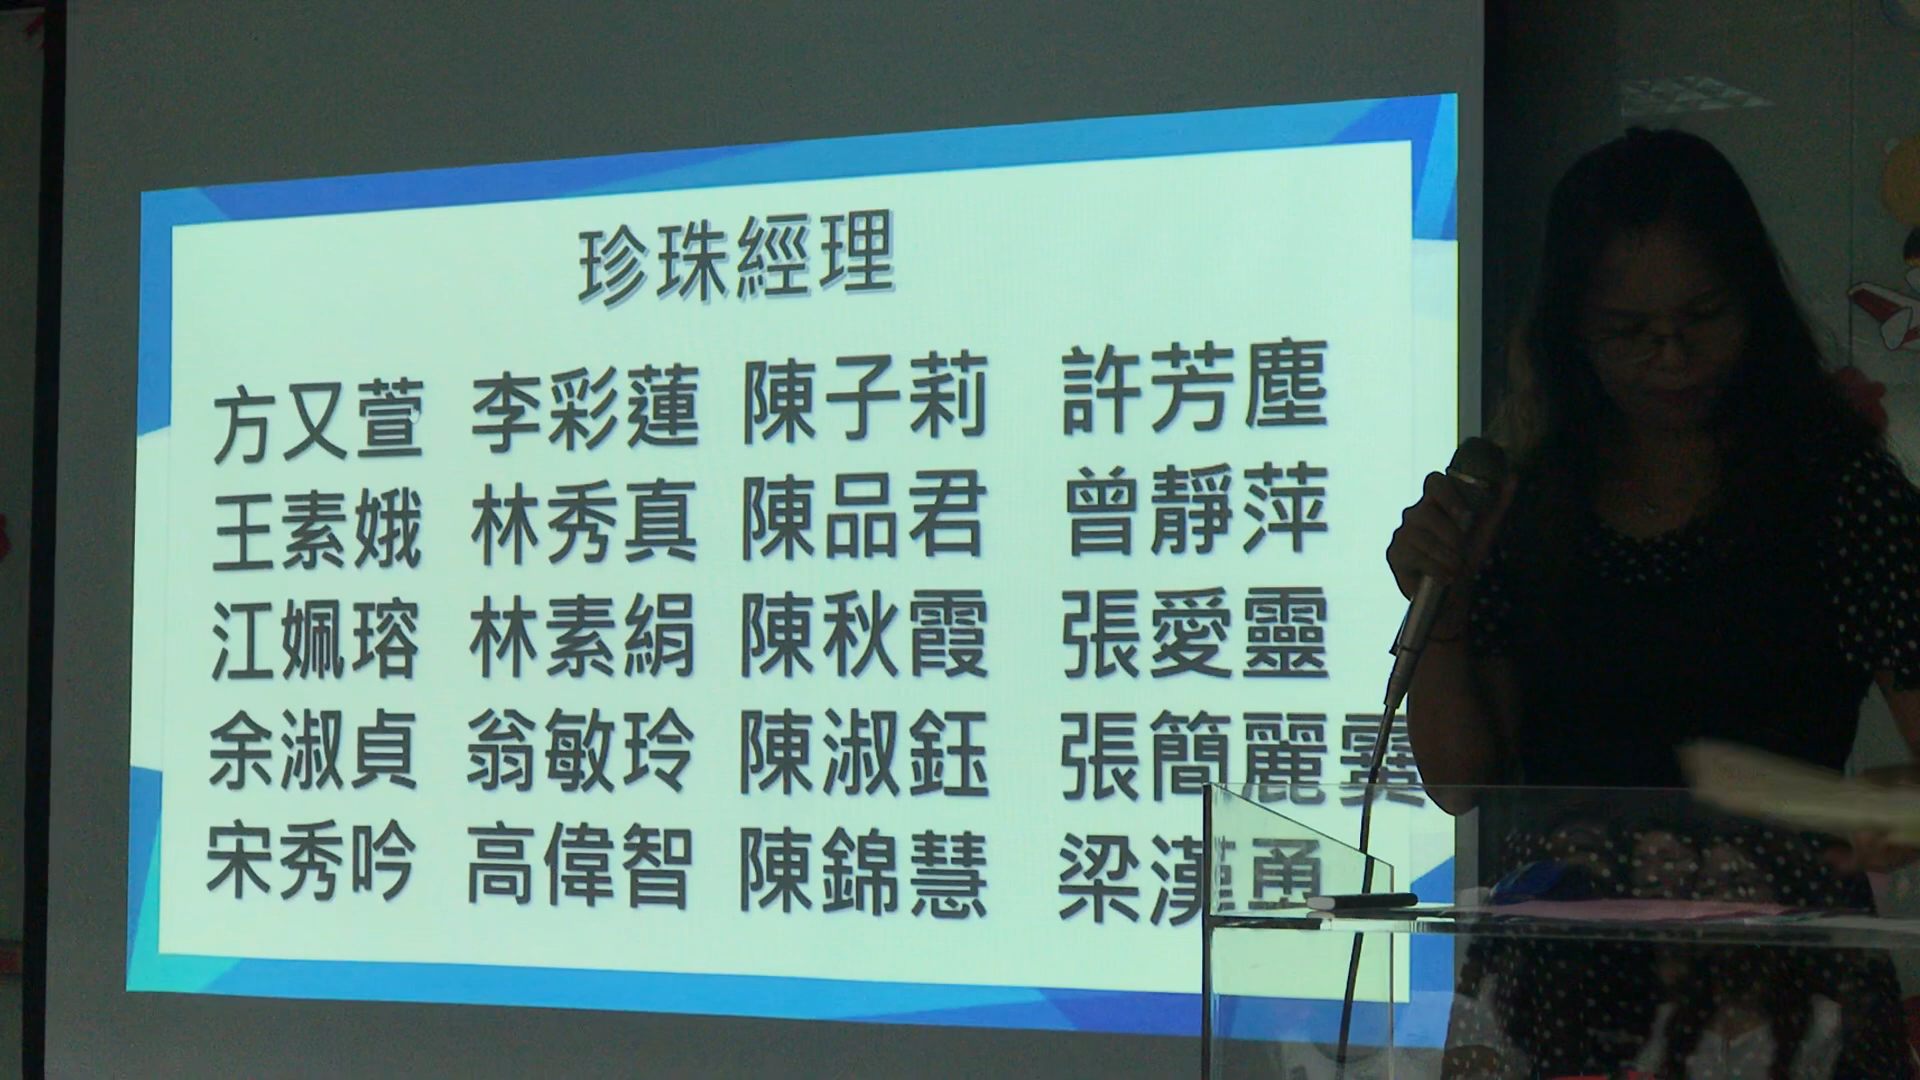 珍珠經理
方又萱 李彩蓮 陳子莉 許芳塵
王素娥 林秀真 陳品君 曾靜萍
江姵瑢 林素絹 陳秋霞 張愛靈
余淑貞 翁敏玲 陳淑鈺 張簡麗霙
宋秀吟 高偉智 陳錦慧 梁漢勇